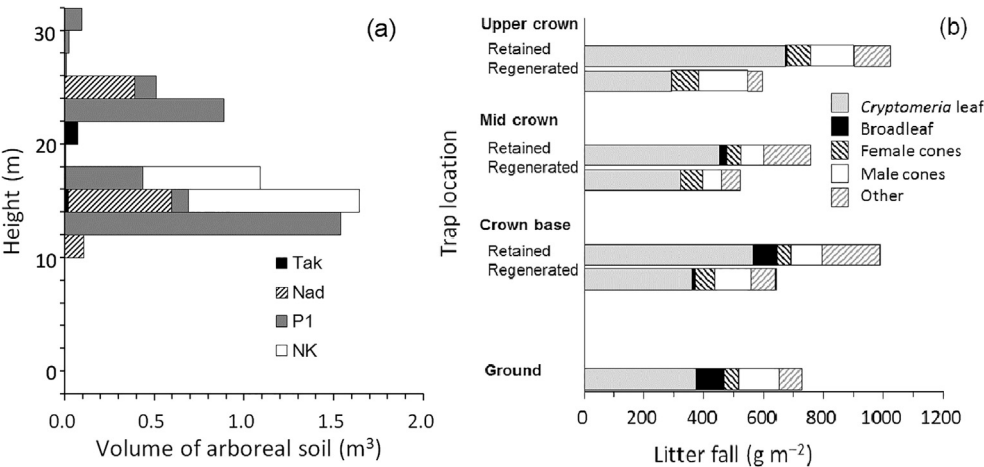 (a)
Height (m)
30
20
10
0
Tak
Nad
P1
NK
0.0 0.5 1.0 1.5 2.0
Volume of arboreal soil (m³)
(b)
Trap location
Upper crown
Retained
Regenerated
Mid crown
Retained
Regenerated
Crown base
Retained
Regenerated
Ground
Cryptomeria leaf
Broadleaf
Female cones
Male cones
Other
0 200 400 600 800 1000 1200
Litter fall (g m⁻²)